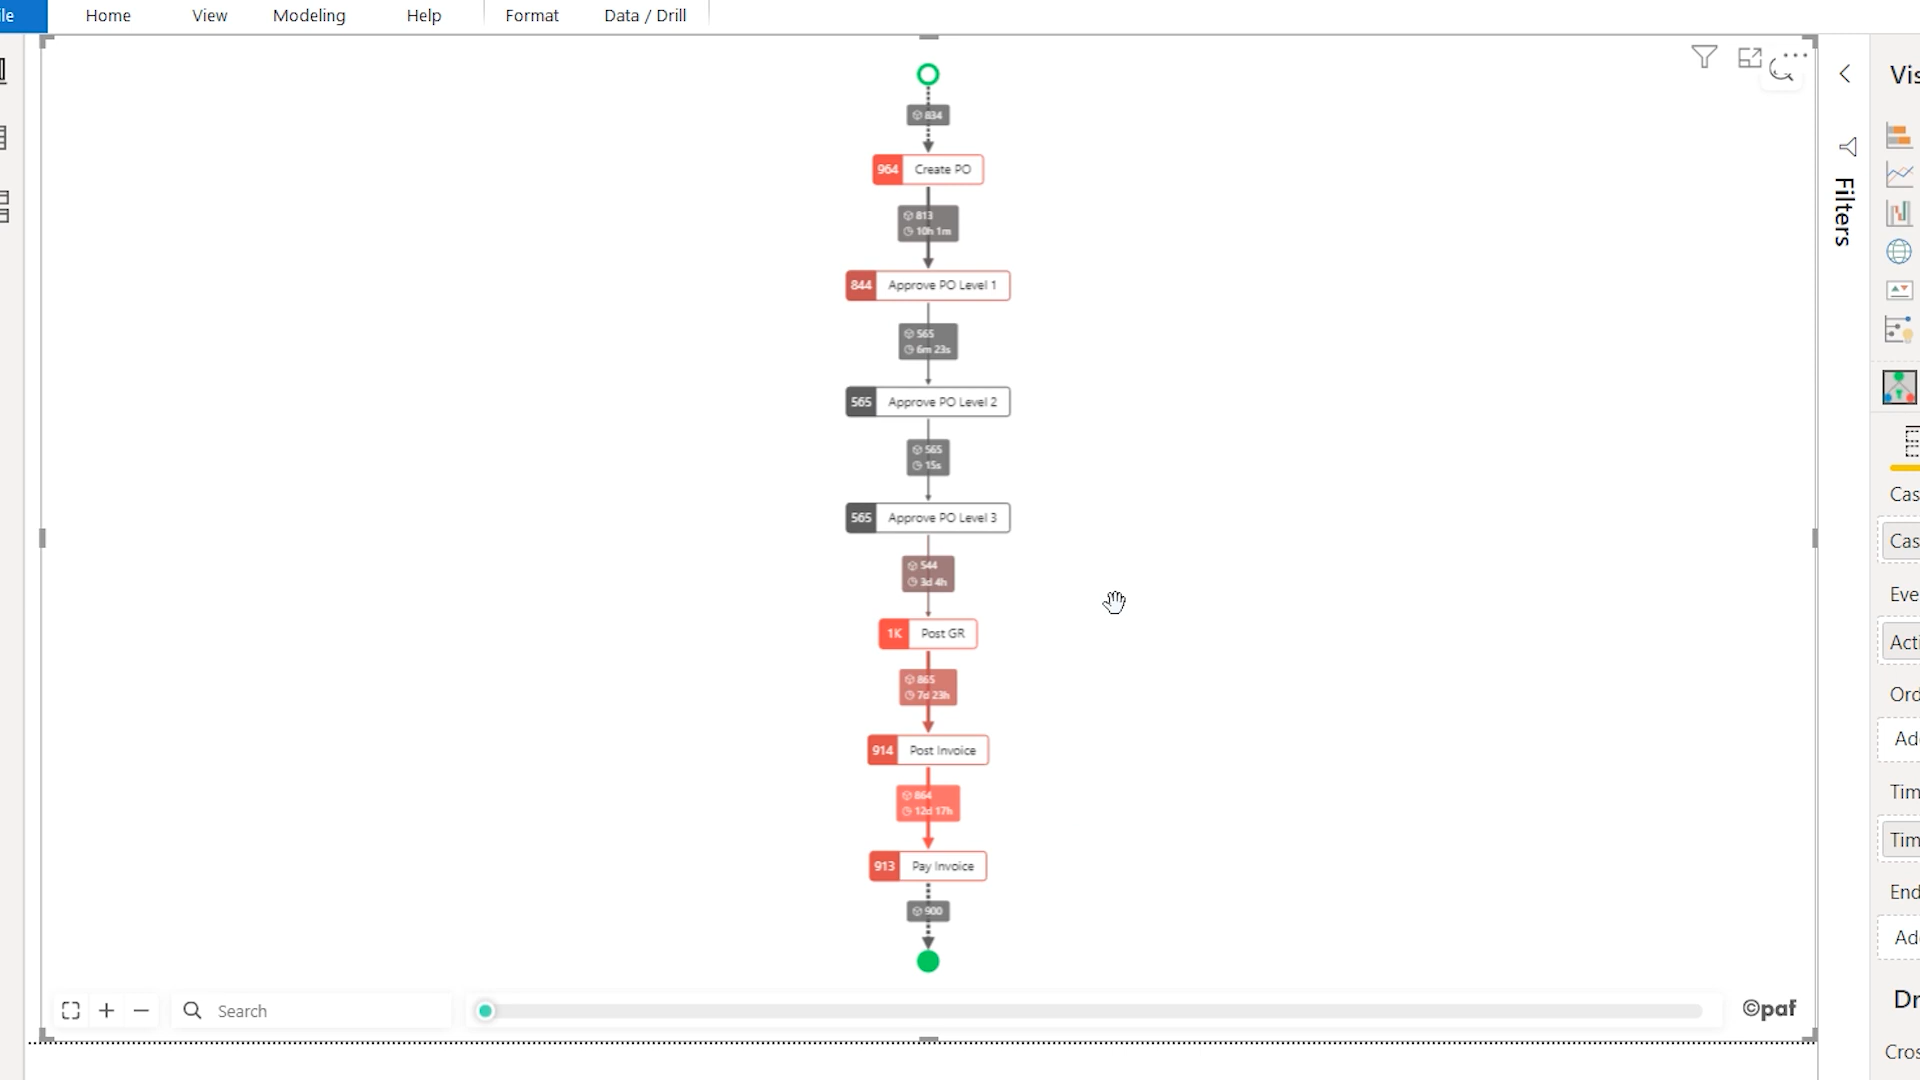 ile
Home
View
Modeling
Help
Format
Data / Drill
Filters
834
964 Create PO
813
10h 1m
844 Approve PO Level 1
565
6m 23s
565 Approve PO Level 2
565
15s
565 Approve PO Level 3
544
3d 4h
1K Post GR
865
7d 23h
914 Post Invoice
864
12d 17h
913 Pay Invoice
900
Search
©paf
Vis
Cas
Cas
Eve
Acti
Ord
Ad
Tim
Tim
End
Ad
Dr
Cros